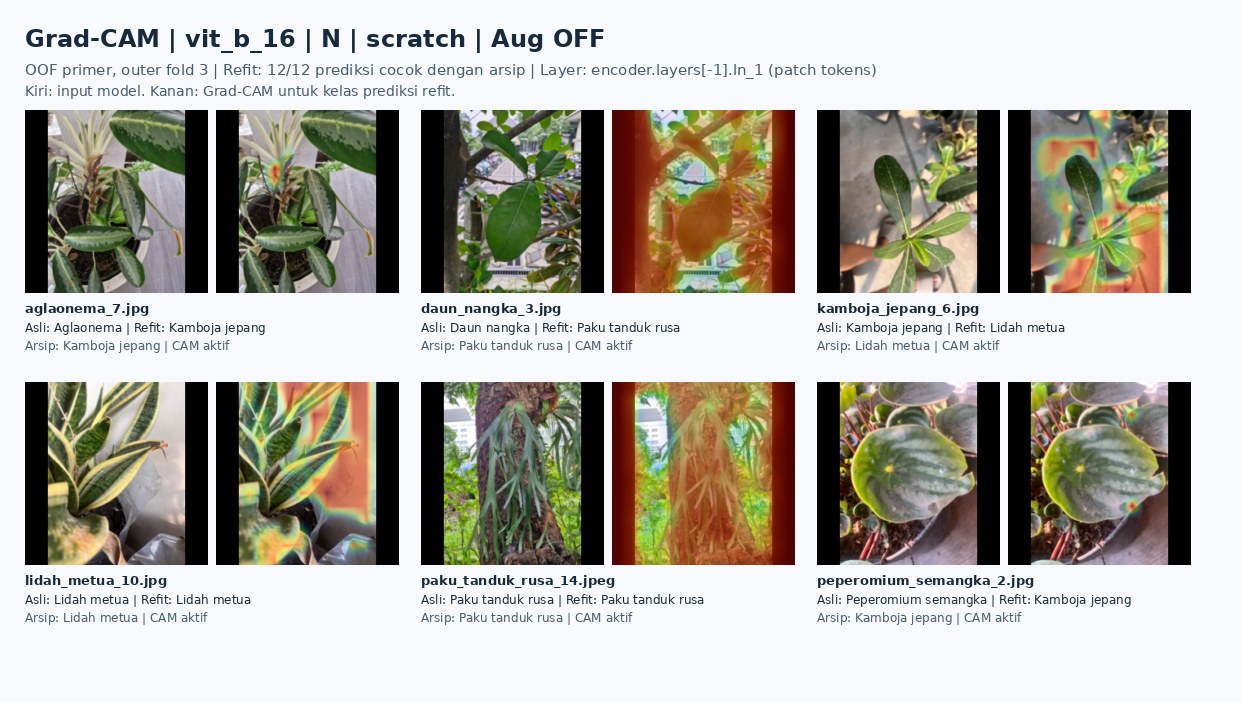 Grad-CAM | vit_b_16 | N | scratch | Aug OFF
OOF primer, outer fold 3 | Refit: 12/12 prediksi cocok dengan arsip | Layer: encoder.layers[-1].ln_1 (patch tokens)
Kiri: input model. Kanan: Grad-CAM untuk kelas prediksi refit.
aglaonema_7.jpg
Asli: Aglaonema | Refit: Kamboja jepang
Arsip: Kamboja jepang | CAM aktif
daun_nangka_3.jpg
Asli: Daun nangka | Refit: Paku tanduk rusa
Arsip: Paku tanduk rusa | CAM aktif
kamboja_jepang_6.jpg
Asli: Kamboja jepang | Refit: Lidah metua
Arsip: Lidah metua | CAM aktif
lidah_metua_10.jpg
Asli: Lidah metua | Refit: Lidah metua
Arsip: Lidah metua | CAM aktif
paku_tanduk_rusa_14.jpeg
Asli: Paku tanduk rusa | Refit: Paku tanduk rusa
Arsip: Paku tanduk rusa | CAM aktif
peperomium_semangka_2.jpg
Asli: Peperomium semangka | Refit: Kamboja jepang
Arsip: Kamboja jepang | CAM aktif